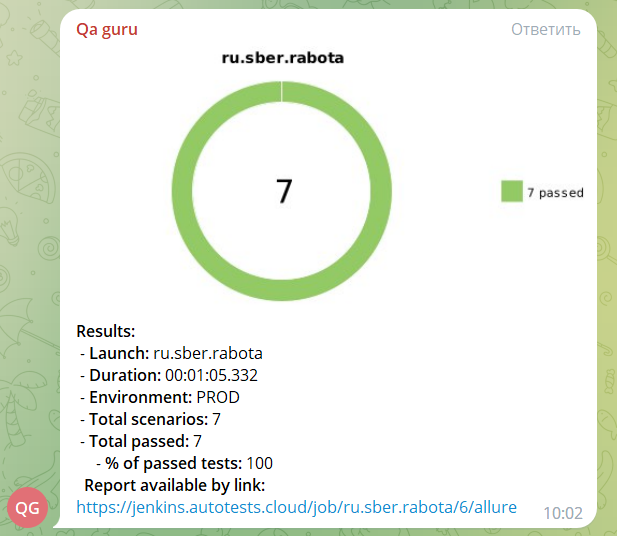 Qa guru
Ответить
ru.sber.rabota
7
7 passed
Results:
- Launch: ru.sber.rabota
- Duration: 00:01:05.332
- Environment: PROD
- Total scenarios: 7
- Total passed: 7
- % of passed tests: 100
Report available by link:
https://jenkins.autotests.cloud/job/ru.sber.rabota/6/allure
10:02
QG